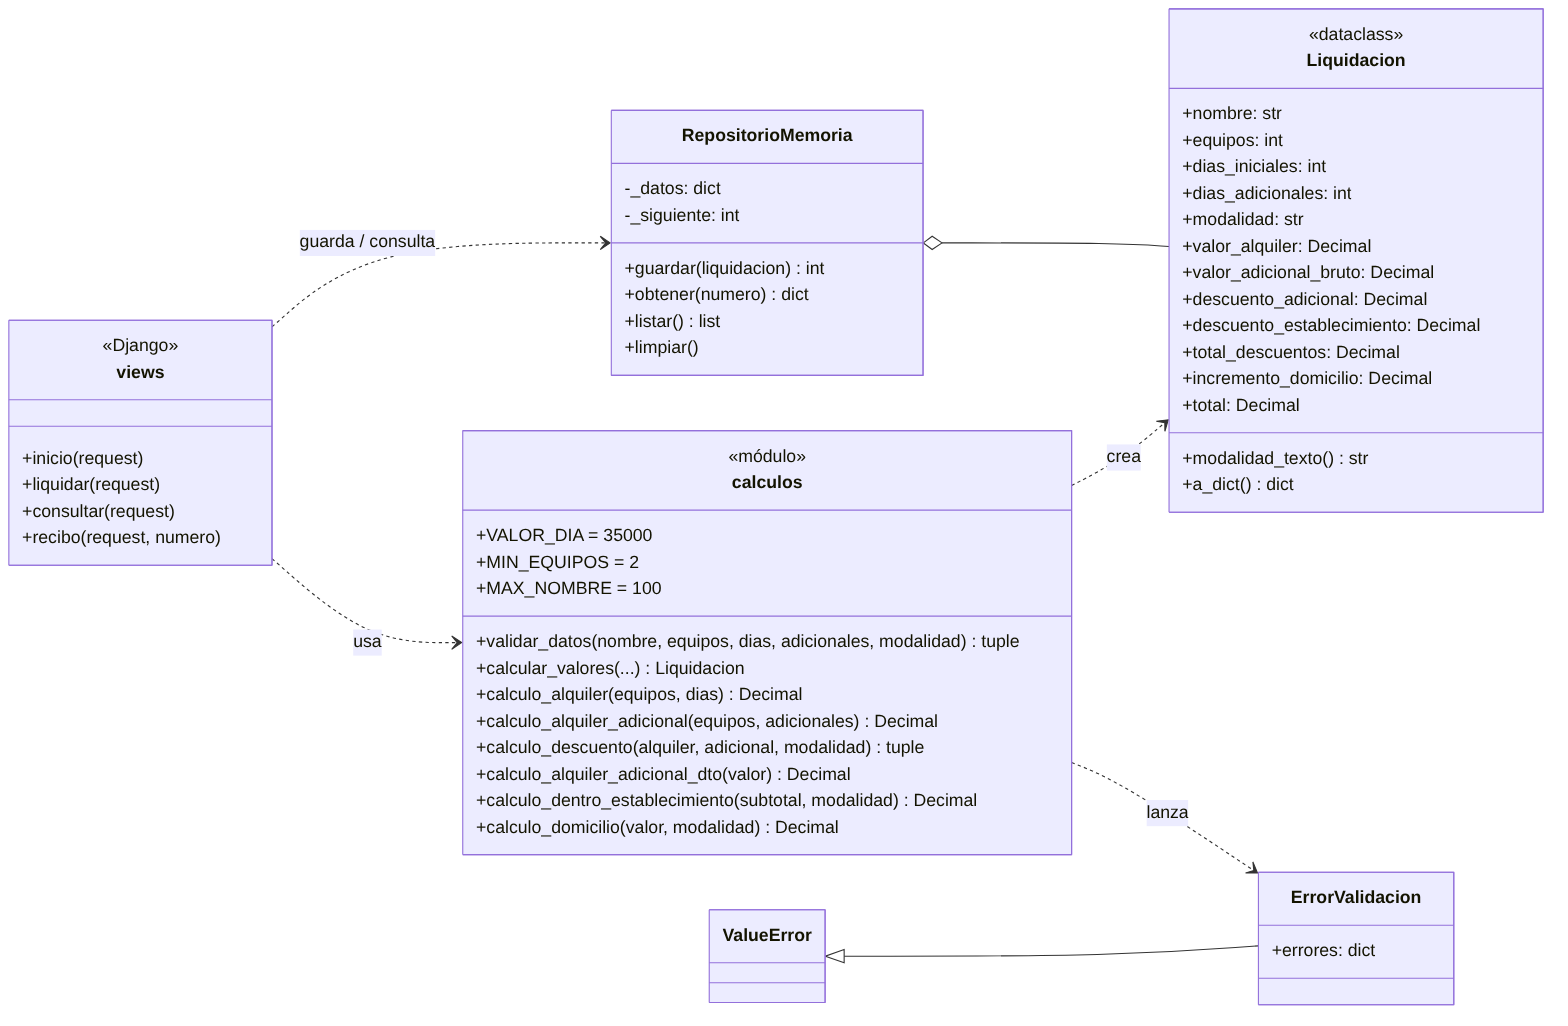 «dataclass»
Liquidacion
+nombre: str
+equipos: int
+dias_iniciales: int
+dias_adicionales: int
+modalidad: str
+valor_alquiler: Decimal
+valor_adicional_bruto: Decimal
+descuento_adicional: Decimal
+descuento_establecimiento: Decimal
+total_descuentos: Decimal
+incremento_domicilio: Decimal
+total: Decimal
+modalidad_texto() : str
+a_dict() : dict
RepositorioMemoria
-_datos: dict
-_siguiente: int
+guardar(liquidacion) : int
+obtener(numero) : dict
+listar() : list
+limpiar()
guarda / consulta
«Django»
views
+inicio(request)
+liquidar(request)
+consultar(request)
+recibo(request, numero)
usa
«módulo»
calculos
+VALOR_DIA = 35000
+MIN_EQUIPOS = 2
+MAX_NOMBRE = 100
+validar_datos(nombre, equipos, dias, adicionales, modalidad) : tuple
+calcular_valores(...) : Liquidacion
+calculo_alquiler(equipos, dias) : Decimal
+calculo_alquiler_adicional(equipos, adicionales) : Decimal
+calculo_descuento(alquiler, adicional, modalidad) : tuple
+calculo_alquiler_adicional_dto(valor) : Decimal
+calculo_dentro_establecimiento(subtotal, modalidad) : Decimal
+calculo_domicilio(valor, modalidad) : Decimal
crea
lanza
ErrorValidacion
+errores: dict
ValueError